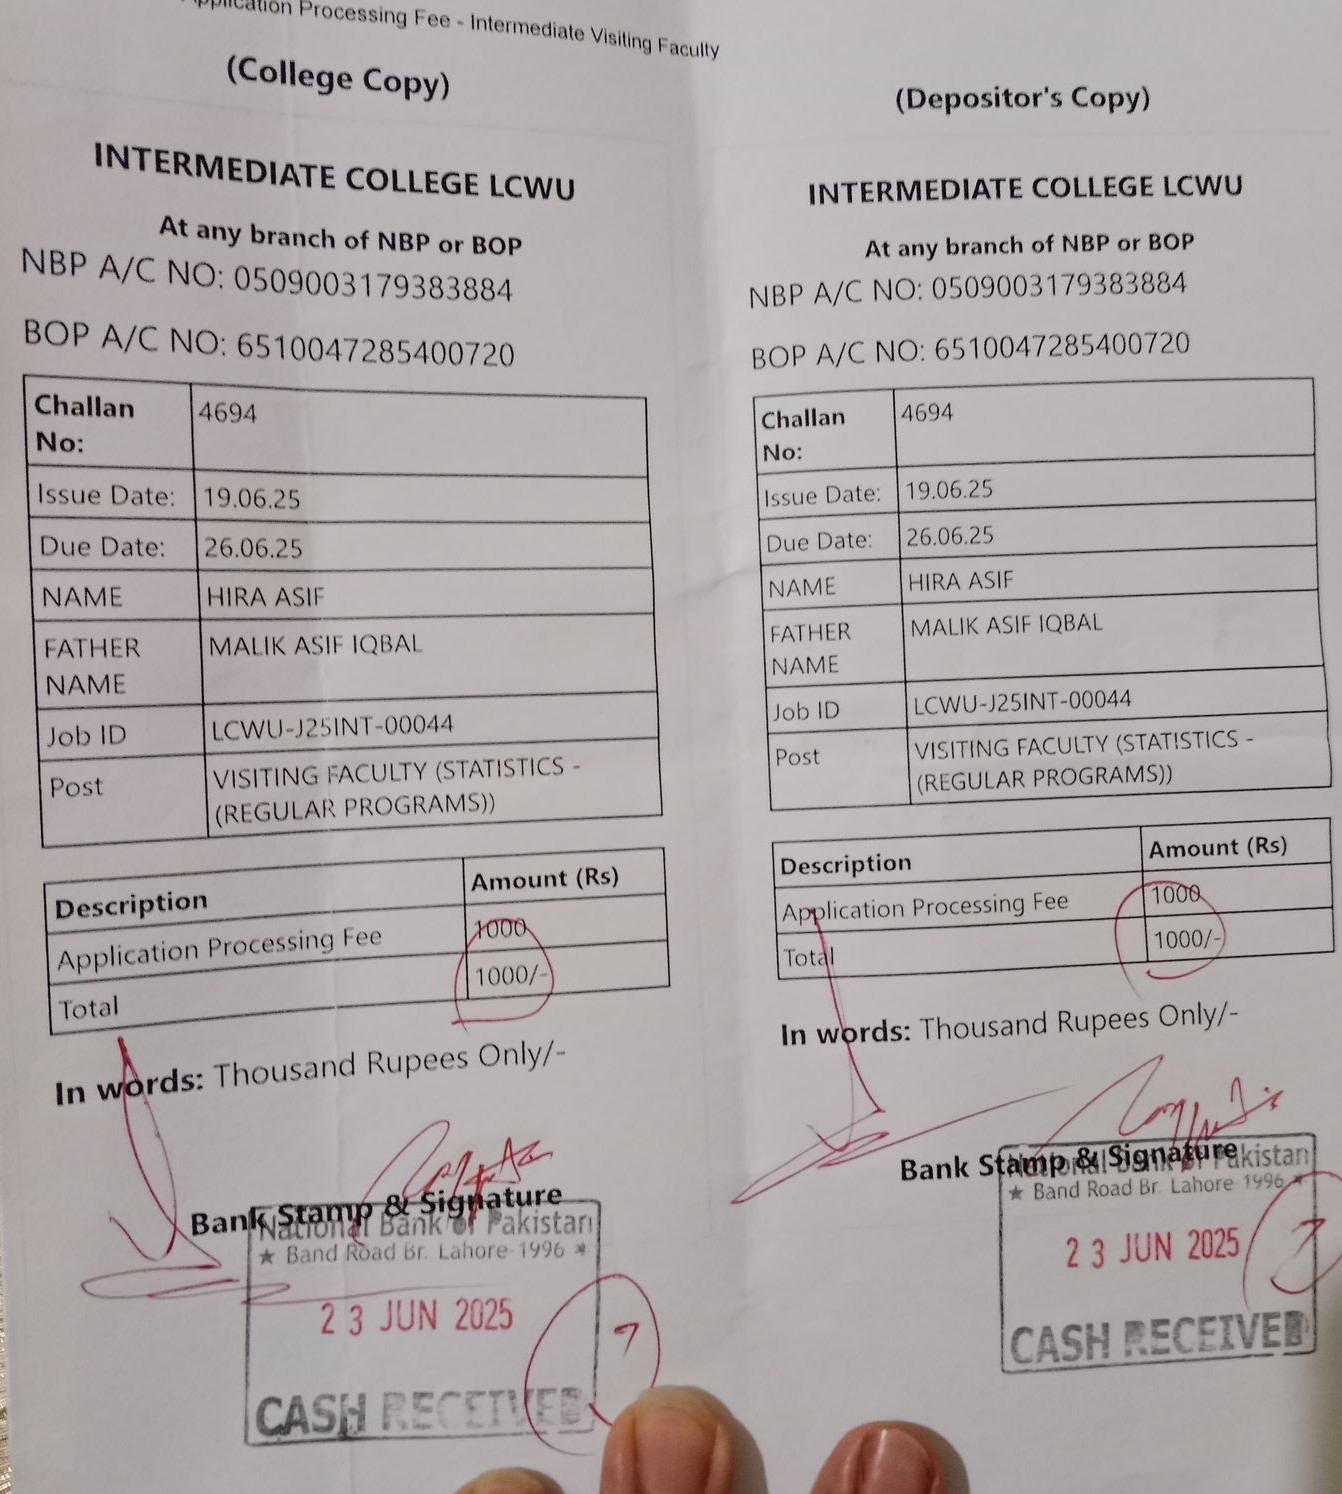 Application Processing Fee - Intermediate Visiting Faculty
(College Copy)
INTERMEDIATE COLLEGE LCWU
At any branch of NBP or BOP
NBP A/C NO: 0509003179383884
BOP A/C NO: 6510047285400720
Challan No: 4694
Issue Date: 19.06.25
Due Date: 26.06.25
NAME HIRA ASIF
FATHER NAME MALIK ASIF IQBAL
Job ID LCWU-J25INT-00044
Post VISITING FACULTY (STATISTICS -
(REGULAR PROGRAMS))
Description Amount (Rs)
Application Processing Fee 1000
Total 1000/-
In words: Thousand Rupees Only/-
Bank Stamp & Signature
National Bank of Pakistan
★ Band Road Br. Lahore-1996 ★
23 JUN 2025
7
CASH RECEIVED
(Depositor's Copy)
INTERMEDIATE COLLEGE LCWU
At any branch of NBP or BOP
NBP A/C NO: 0509003179383884
BOP A/C NO: 6510047285400720
Challan No: 4694
Issue Date: 19.06.25
Due Date: 26.06.25
NAME HIRA ASIF
FATHER NAME MALIK ASIF IQBAL
Job ID LCWU-J25INT-00044
Post VISITING FACULTY (STATISTICS -
(REGULAR PROGRAMS))
Description Amount (Rs)
Application Processing Fee 1000
Total 1000/-
In words: Thousand Rupees Only/-
Bank Stamp & Signature
National Bank of Pakistan
★ Band Road Br. Lahore-1996 ★
23 JUN 2025
7
CASH RECEIVED